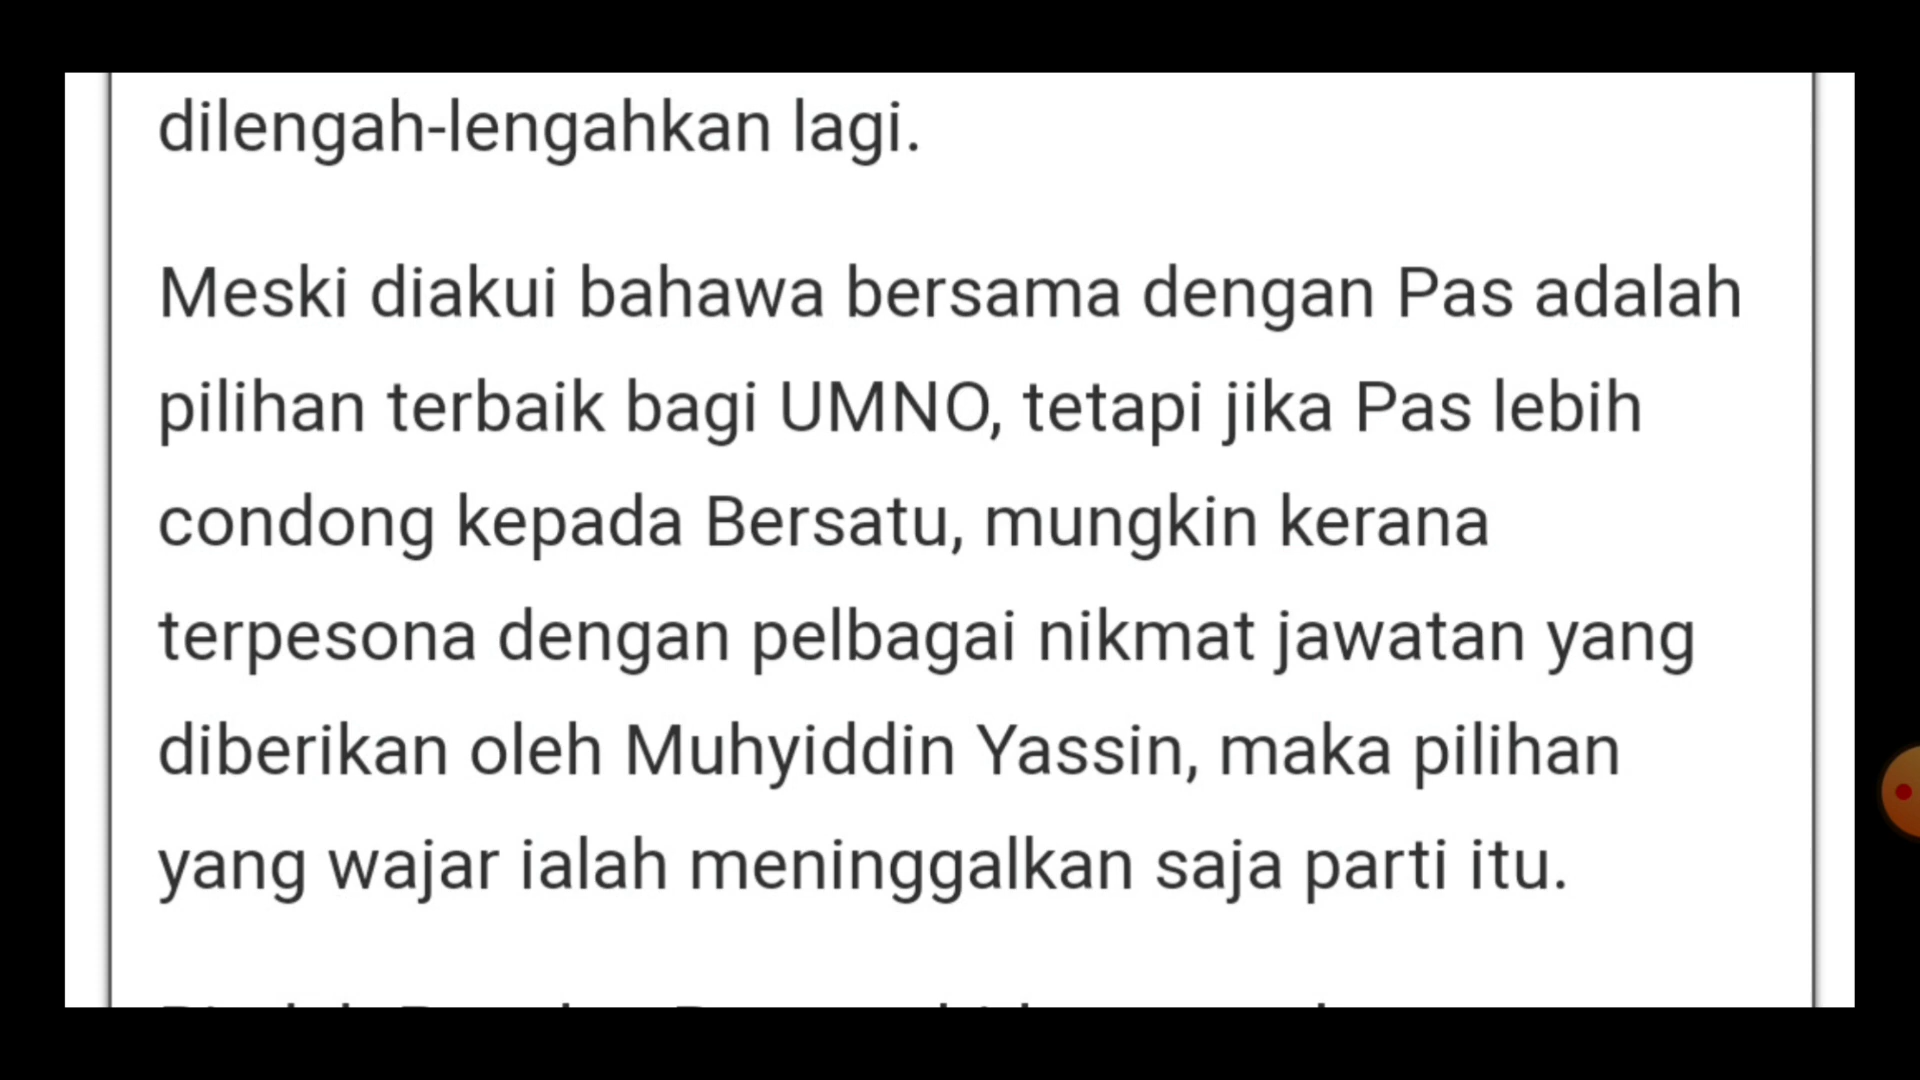 dilengah-lengahkan lagi.
Meski diakui bahawa bersama dengan Pas adalah
pilihan terbaik bagi UMNO, tetapi jika Pas lebih
condong kepada Bersatu, mungkin kerana
terpesona dengan pelbagai nikmat jawatan yang
diberikan oleh Muhyiddin Yassin, maka pilihan
yang wajar ialah meninggalkan saja parti itu.